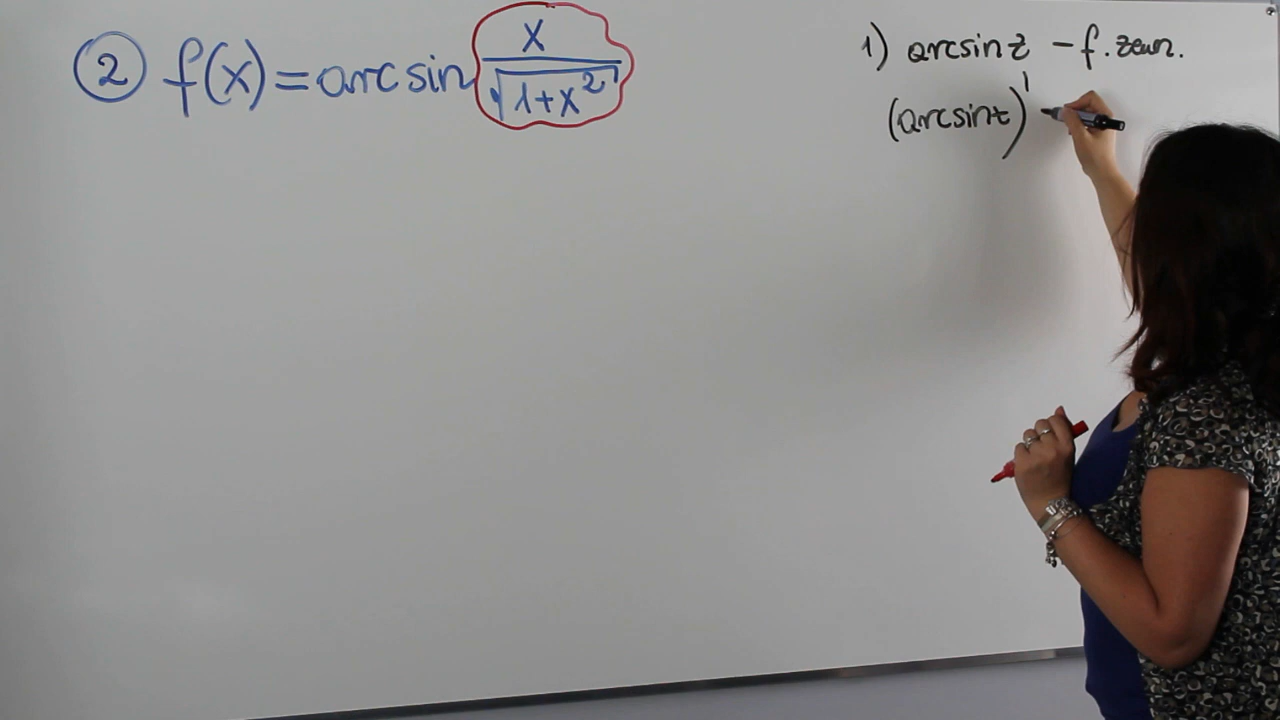 ② f(x) = arcsin x/√(1+x²)
1) arcsin t - f. zewn.
(arcsin t)'